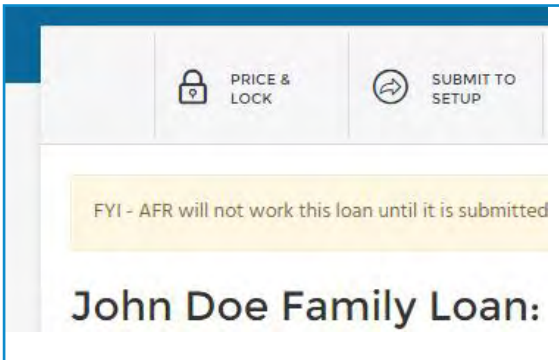 PRICE &
LOCK
SUBMIT TO
SETUP
FYI - AFR will not work this loan until it is submitted
John Doe Family Loan: